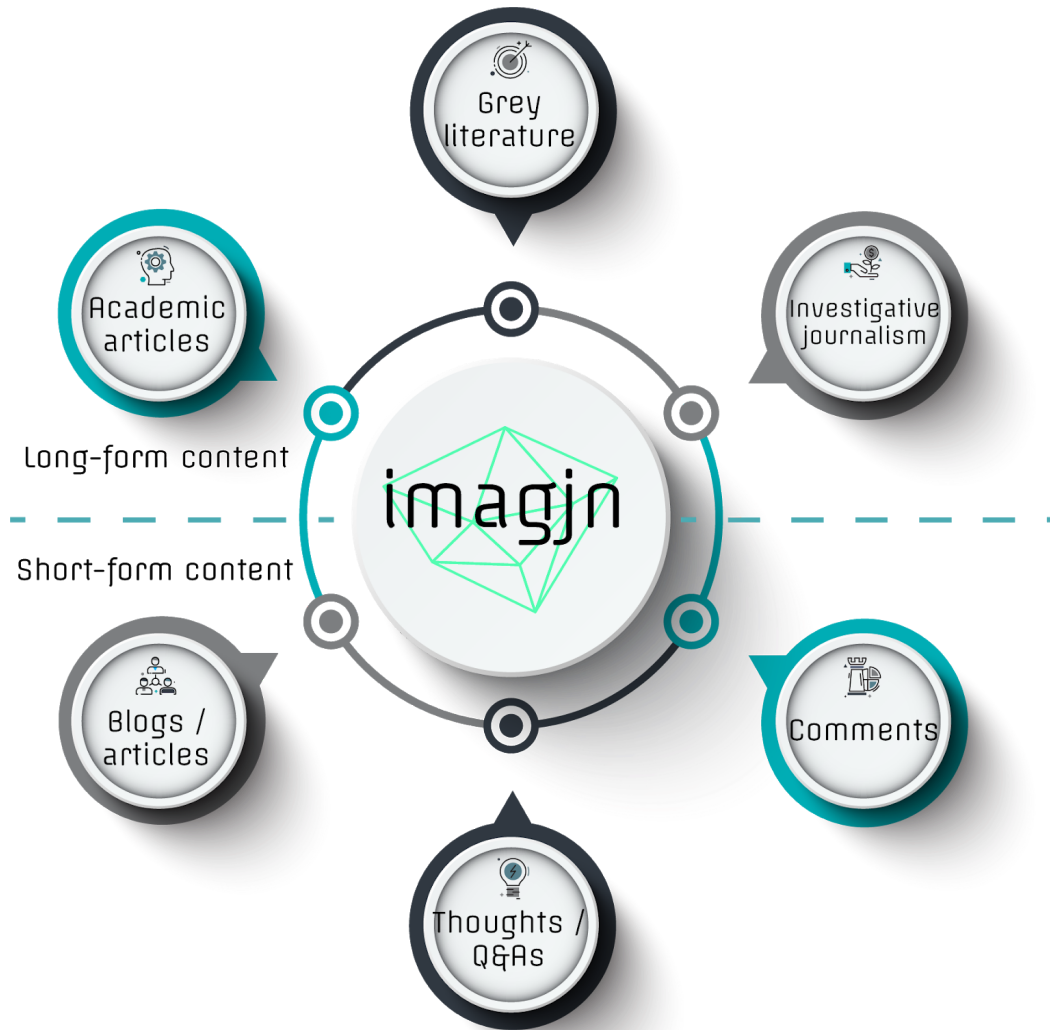 Grey
literature
Academic
articles
Investigative
journalism
Long-form content
imagjn
Short-form content
Blogs /
articles
Comments
Thoughts /
Q&As